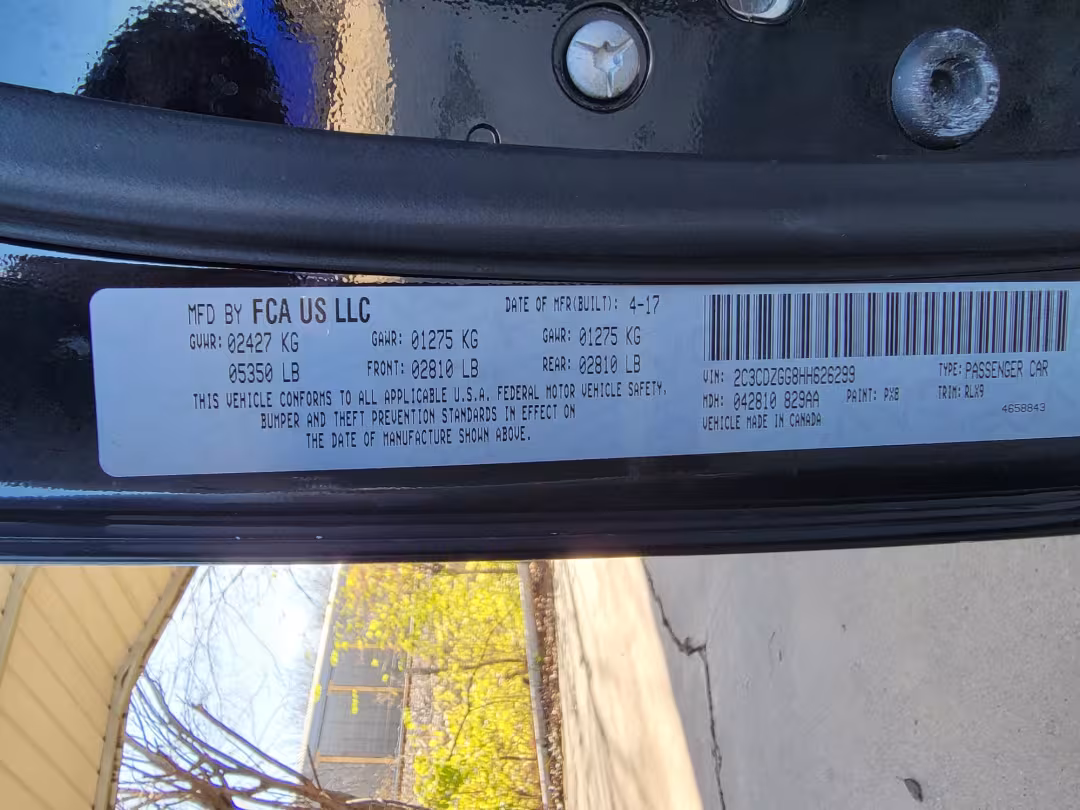 MFD BY FCA US LLC DATE OF MFR(BUILT): 4-17
GVWR: 02427 KG GAWR: 01275 KG GAWR: 01275 KG
05350 LB FRONT: 02810 LB REAR: 02810 LB
THIS VEHICLE CONFORMS TO ALL APPLICABLE U.S.A. FEDERAL MOTOR VEHICLE SAFETY,
BUMPER AND THEFT PREVENTION STANDARDS IN EFFECT ON
THE DATE OF MANUFACTURE SHOWN ABOVE.
VIN: 2C3CDZGG8HH626299 TYPE: PASSENGER CAR
MDH: 042810 829AA PAINT: PX8 TRIM: RLX9
VEHICLE MADE IN CANADA 4658843